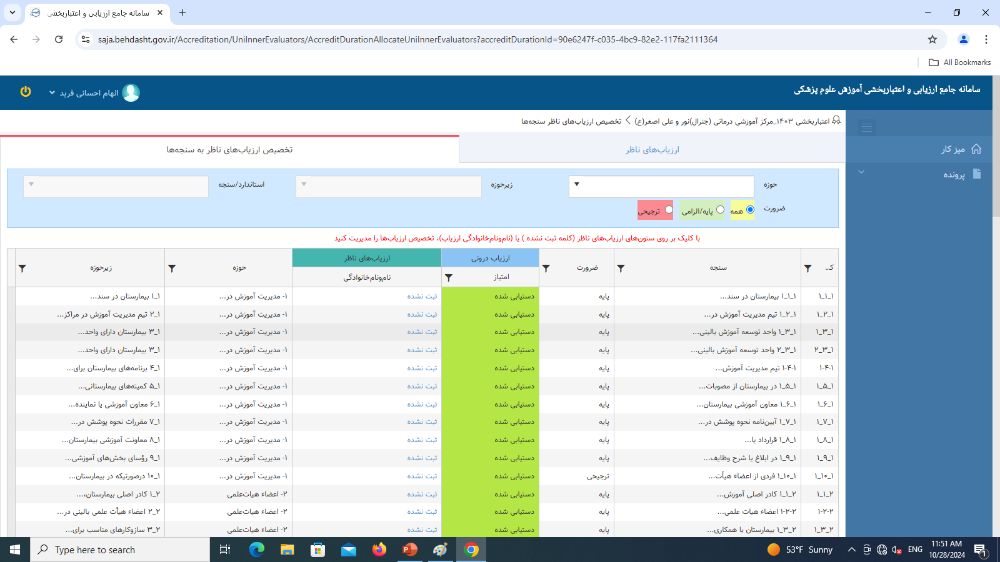 سامانه جامع ارزیابی و اعتباربخشی
saja.behdasht.gov.ir/Accreditation/UniInnerEvaluators/AccreditDurationAllocateUniInnerEvaluators?accreditDurationId=90e6247f-c035-4bc9-82e2-117fa2111364
All Bookmarks
سامانه جامع ارزیابی و اعتباربخشی آموزش علوم پزشکی
الهام احسانی فرید
اعتباربخشی ۱۴۰۳_مرکز آموزشی درمانی (جنرال)نور و علی اصغر(ع) > تخصیص ارزیاب‌های ناظر سنجه‌ها
میز کار
پرونده
ارزیاب‌های ناظر
تخصیص ارزیاب‌های ناظر به سنجه‌ها
حوزه
زیرحوزه
استاندارد/سنجه
ضرورت
همه
پایه/الزامی
ترجیحی
با کلیک بر روی ستون‌های ارزیاب‌های ناظر (کلمه ثبت نشده ) یا (نام‌ونام‌خانوادگی ارزیاب)، تخصیص ارزیاب‌ها را مدیریت کنید
ک... سنجه ضرورت ارزیاب درونی ارزیاب‌های ناظر حوزه زیرحوزه
امتیاز نام‌ونام‌خانوادگی
۱_۱_۱ ۱_۱_۱ بیمارستان در سند... پایه دستیابی شده ثبت نشده ۱- مدیریت آموزش در... ۱_۱ بیمارستان در سند...
۱_۲_۱ ۱_۲_۱ تیم مدیریت آموزش در... پایه دستیابی شده ثبت نشده ۱- مدیریت آموزش در... ۱_۲ تیم مدیریت آموزش در مراکز...
۱_۳_۱ ۱_۳_۱ واحد توسعه آموزش بالینی... پایه دستیابی شده ثبت نشده ۱- مدیریت آموزش در... ۱_۳ بیمارستان دارای واحد...
۱_۳_۲ ۱_۳_۲ واحد توسعه آموزش بالینی... پایه دستیابی شده ثبت نشده ۱- مدیریت آموزش در... ۱_۳ بیمارستان دارای واحد...
۱-۴-۱ ۱-۴-۱ تیم مدیریت آموزش... پایه دستیابی شده ثبت نشده ۱- مدیریت آموزش در... ۱_۴ برنامه‌های بیمارستان برای...
۱_۵_۱ ۱_۵_۱ در بیمارستان از مصوبات... پایه دستیابی شده ثبت نشده ۱- مدیریت آموزش در... ۱_۵ کمیته‌های بیمارستانی...
۱_۶_۱ ۱_۶_۱ معاون آموزشی بیمارستان... پایه دستیابی شده ثبت نشده ۱- مدیریت آموزش در... ۱_۶ معاون آموزشی یا نماینده...
۱_۷_۱ ۱_۷_۱ آیین‌نامه نحوه پوشش در... پایه دستیابی شده ثبت نشده ۱- مدیریت آموزش در... ۱_۷ مقررات نحوه پوشش در...
۱_۸_۱ ۱_۸_۱ قرارداد یا... پایه دستیابی شده ثبت نشده ۱- مدیریت آموزش در... ۱_۸ معاونت آموزشی بیمارستان...
۱_۹_۱ ۱_۹_۱ در ابلاغ یا شرح وظایف... پایه دستیابی شده ثبت نشده ۱- مدیریت آموزش در... ۱_۹ رؤسای بخش‌های آموزشی...
۱_۱۰_۱ ۱_۱۰_۱ فردی از اعضاء هیأت... ترجیحی دستیابی شده ثبت نشده ۱- مدیریت آموزش در... ۱_۱۰ درصورتیکه در بیمارستان...
۲_۱_۱ ۲_۱_۱ کادر اصلی آموزش... پایه دستیابی شده ثبت نشده ۲- اعضاء هیات‌علمی ۲_۱ کادر اصلی بیمارستان،...
۲-۲-۱ ۲-۲-۱ اعضاء هیات علمی... پایه دستیابی شده ثبت نشده ۲- اعضاء هیات‌علمی ۲_۲ اعضاء هیأت علمی بالینی در...
۲_۳_۱ ۲_۳_۱ بیمارستان با همکاری... پایه دستیابی شده ثبت نشده ۲- اعضاء هیات‌علمی ۲_۳ سازوکارهای مناسب برای...
Type here to search
53°F Sunny
ENG
11:51 AM
10/28/2024
1